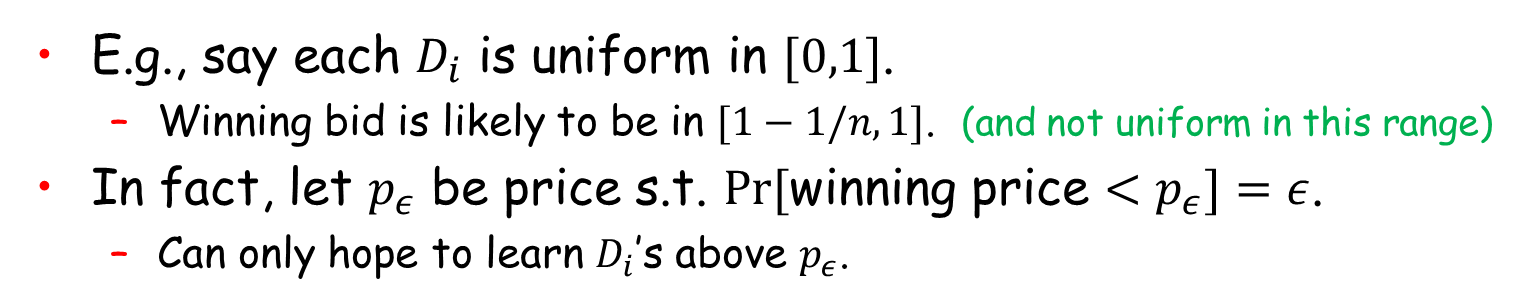 • E.g., say each D_i is uniform in [0,1].
– Winning bid is likely to be in [1 − 1/n, 1]. (and not uniform in this range)
• In fact, let p_ϵ be price s.t. Pr[winning price < p_ϵ] = ϵ.
– Can only hope to learn D_i's above p_ϵ.